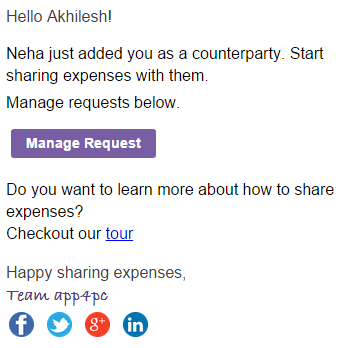 Hello Akhilesh!
Neha just added you as a counterparty. Start
sharing expenses with them.
Manage requests below.
Manage Request
Do you want to learn more about how to share
expenses?
Checkout our tour
Happy sharing expenses,
Team app4pc
f g+ in